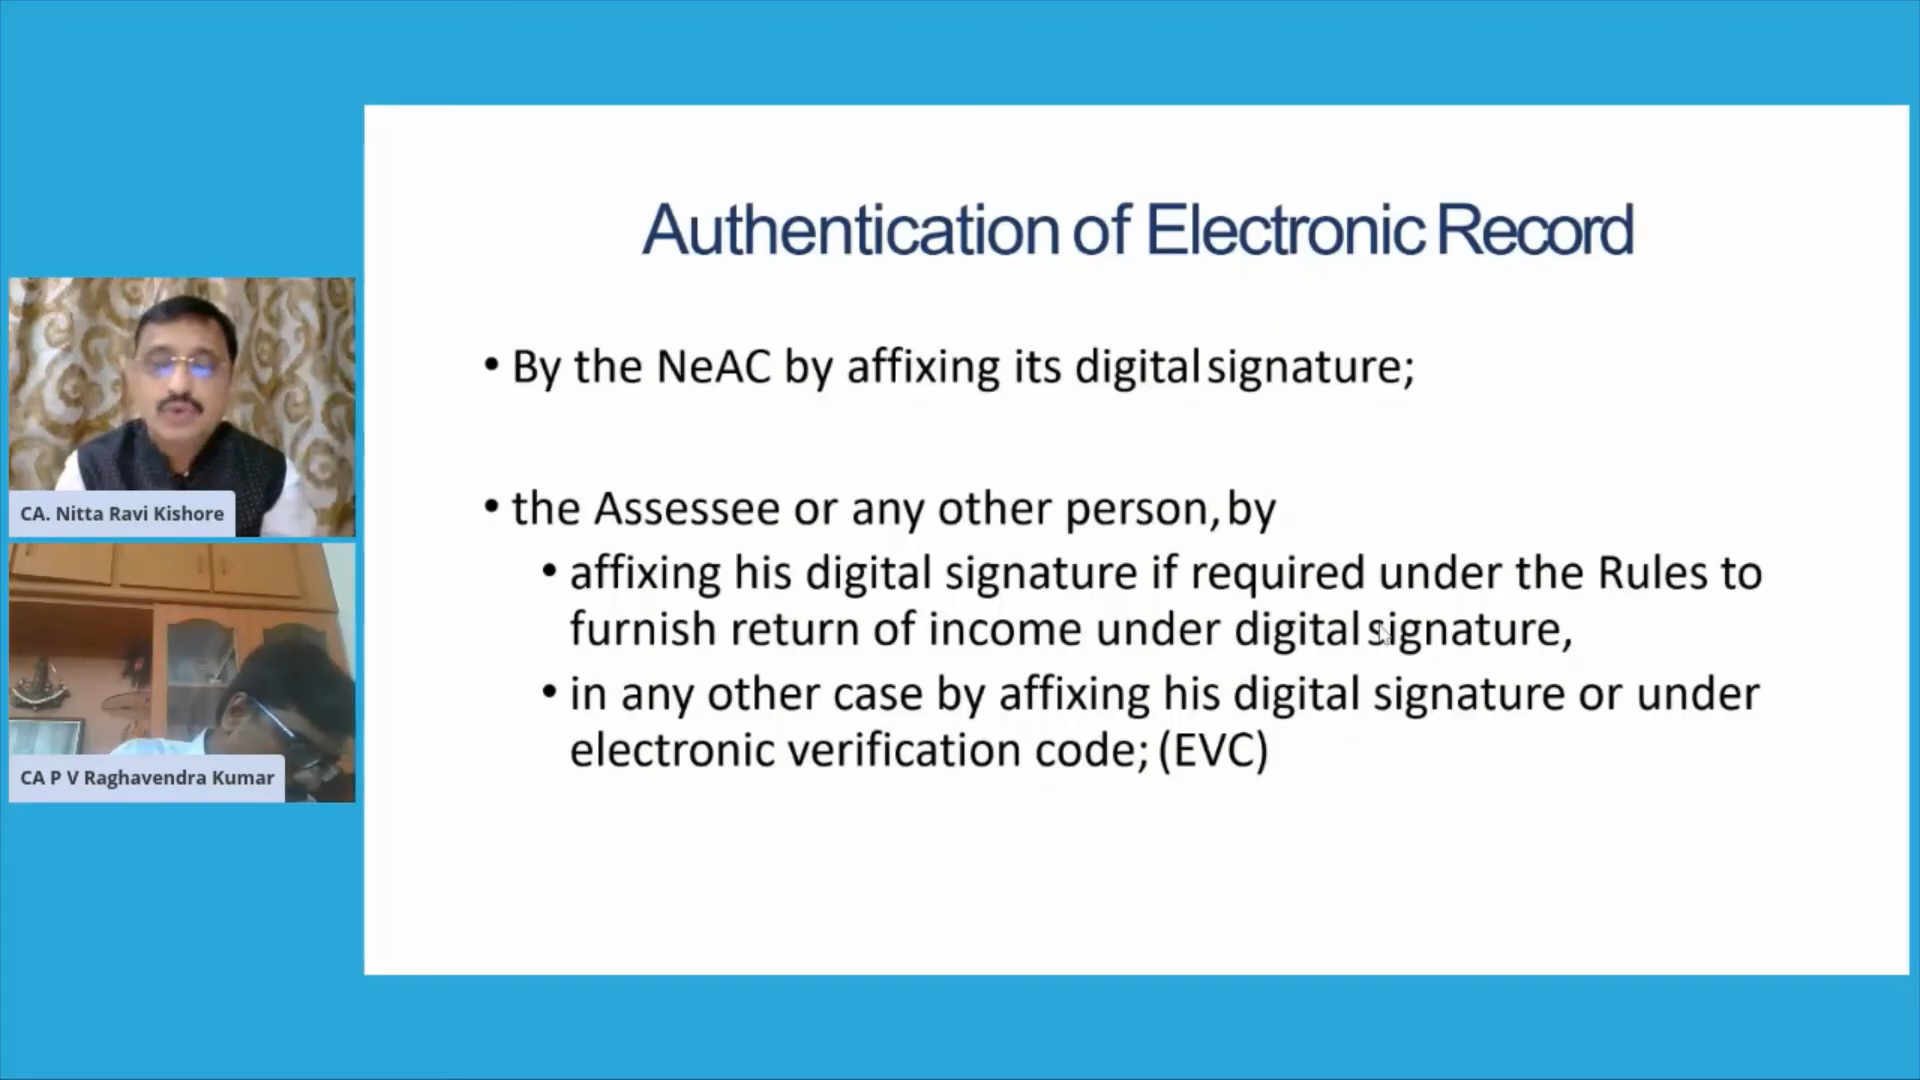 Authentication of Electronic Record
• By the NeAC by affixing its digital signature;
• the Assessee or any other person, by
• affixing his digital signature if required under the Rules to
furnish return of income under digital signature,
• in any other case by affixing his digital signature or under
electronic verification code; (EVC)
CA. Nitta Ravi Kishore
CA P V Raghavendra Kumar